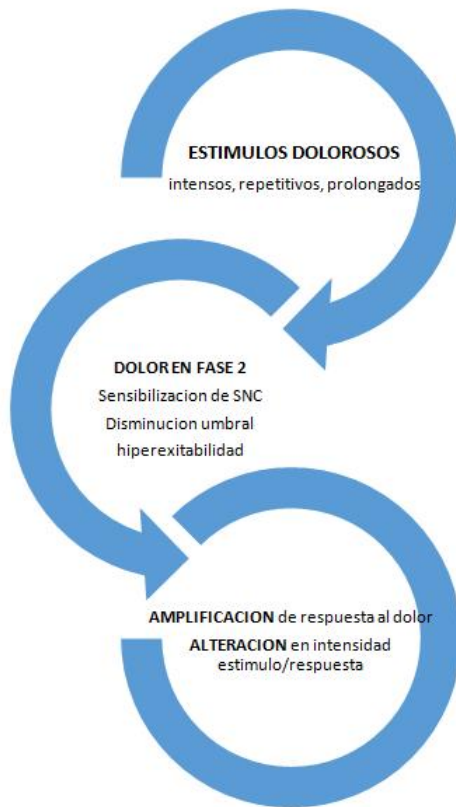 ESTIMULOS DOLOROSOS
intensos, repetitivos, prolongados
DOLOR EN FASE 2
Sensibilizacion de SNC
Disminucion umbral
hiperexitabilidad
AMPLIFICACION de respuesta al dolor
ALTERACION en intensidad
estimulo/respuesta